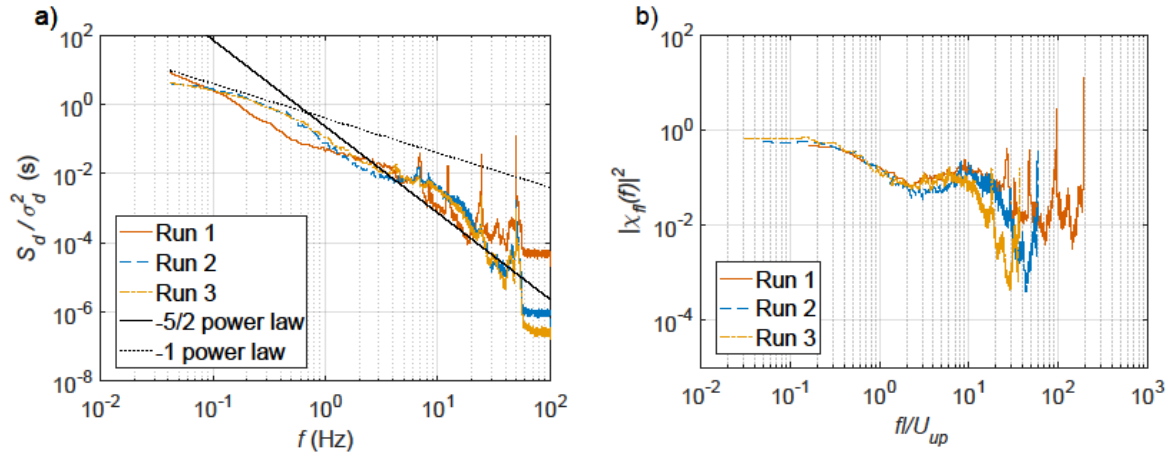 a)
10^2
10^0
10^-2
10^-4
10^-6
10^-8
S_d / σ_d^2 (s)
Run 1
Run 2
Run 3
-5/2 power law
-1 power law
10^-2 10^-1 10^0 10^1 10^2
f (Hz)
b)
10^2
10^0
10^-2
10^-4
|χ_fl(f)|^2
Run 1
Run 2
Run 3
10^-2 10^-1 10^0 10^1 10^2 10^3
fl/U_up